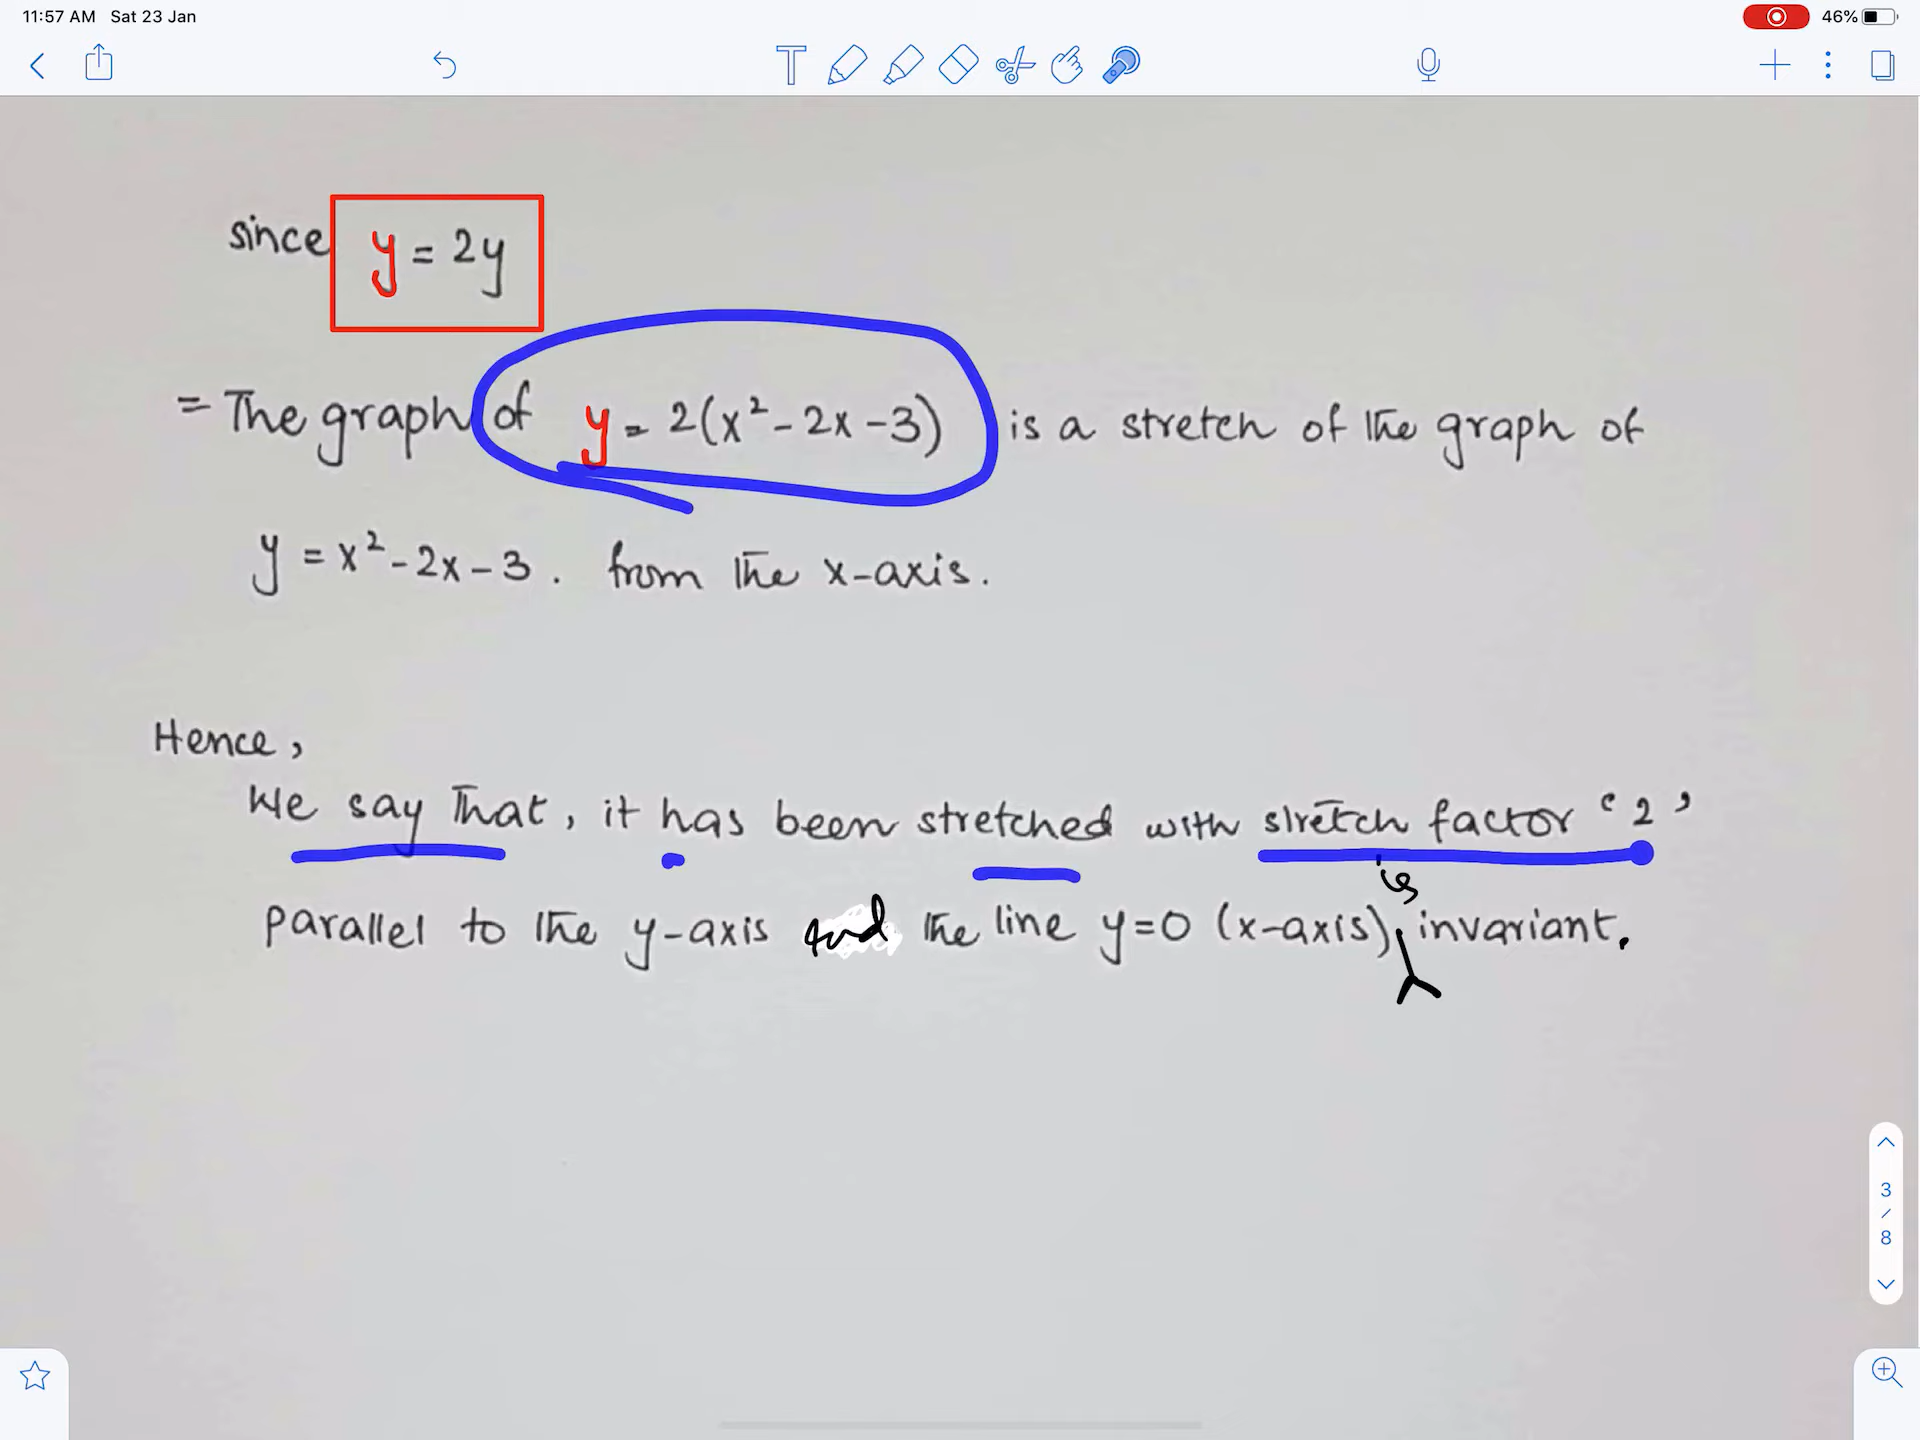 11:57 AM Sat 23 Jan
46%
since y = 2y
= The graph of y = 2(x² - 2x - 3) is a stretch of the graph of
y = x² - 2x - 3 . from the x-axis.
Hence,
We say that, it has been stretched with stretch factor ‘2’
is
parallel to the y-axis and the line y=0 (x-axis) invariant.
3
/
8